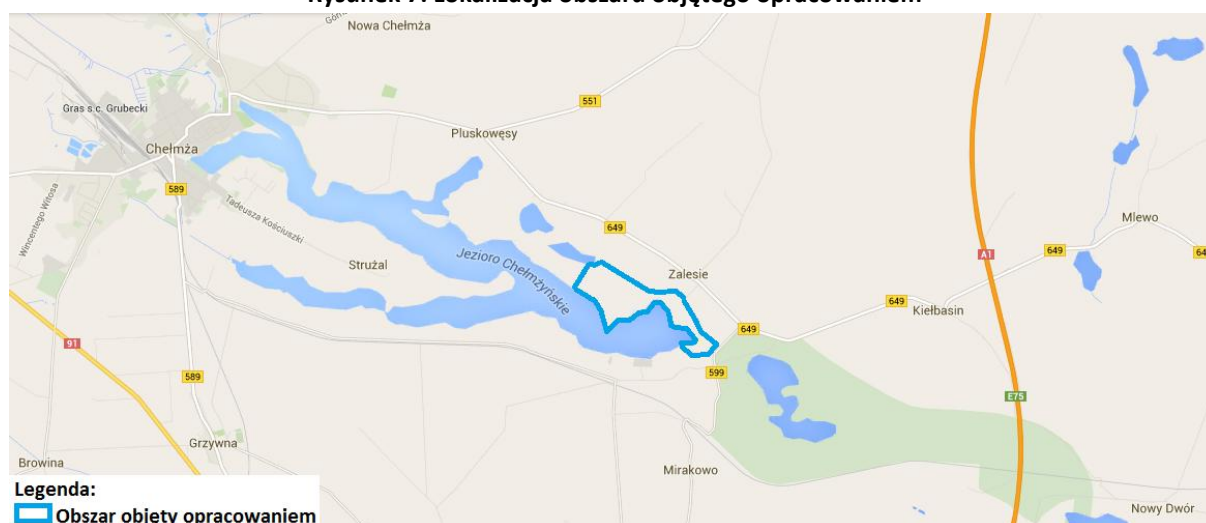 Rysunek 7. Lokalizacja obszaru objętego opracowaniem
Nowa Chełmża
Gras s.c. Grubecki
551
Chełmża
Pluskowęsy
589
Wincentego Witosa
Tadeusza Kościuszki
Mlewo
649
Strużal
Jezioro Chełmżyńskie
Zalesie
A1
649
64
649
Kiełbasin
649
91
599
589
E75
Grzywna
Browina
Mirakowo
Legenda:
Obszar objęty opracowaniem
Nowy Dwór